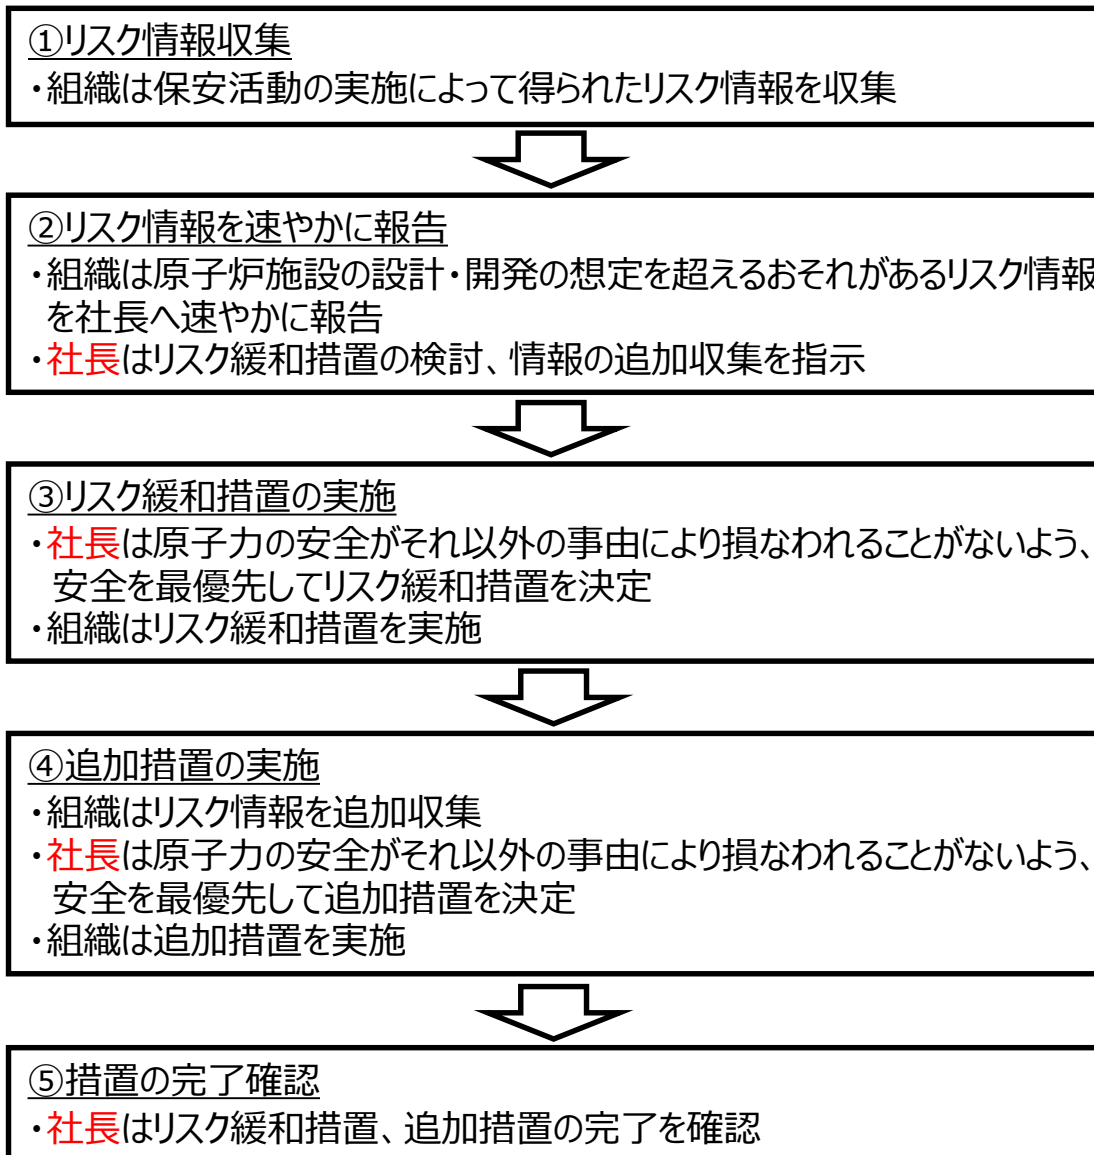 ①リスク情報収集
・組織は保安活動の実施によって得られたリスク情報を収集
②リスク情報を速やかに報告
・組織は原子炉施設の設計・開発の想定を超えるおそれがあるリスク情報
を社長へ速やかに報告
・社長はリスク緩和措置の検討、情報の追加収集を指示
③リスク緩和措置の実施
・社長は原子力の安全がそれ以外の事由により損なわれることがないよう、
安全を最優先してリスク緩和措置を決定
・組織はリスク緩和措置を実施
④追加措置の実施
・組織はリスク情報を追加収集
・社長は原子力の安全がそれ以外の事由により損なわれることがないよう、
安全を最優先して追加措置を決定
・組織は追加措置を実施
⑤措置の完了確認
・社長はリスク緩和措置、追加措置の完了を確認